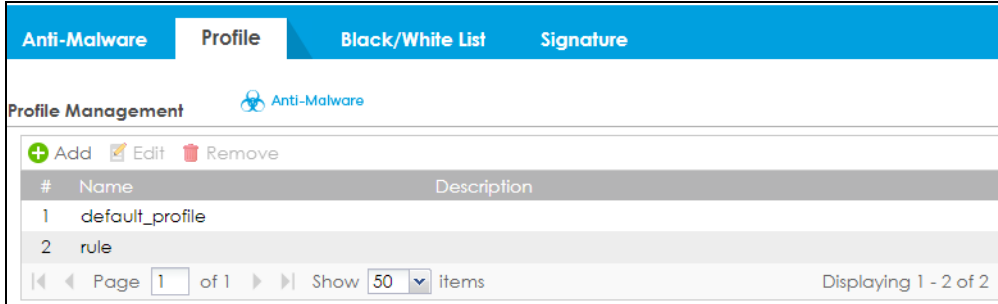 Anti-Malware Profile Black/White List Signature
Profile Management Anti-Malware
Add Edit Remove
# Name Description
1 default_profile
2 rule
Page 1 of 1 Show 50 items Displaying 1 - 2 of 2